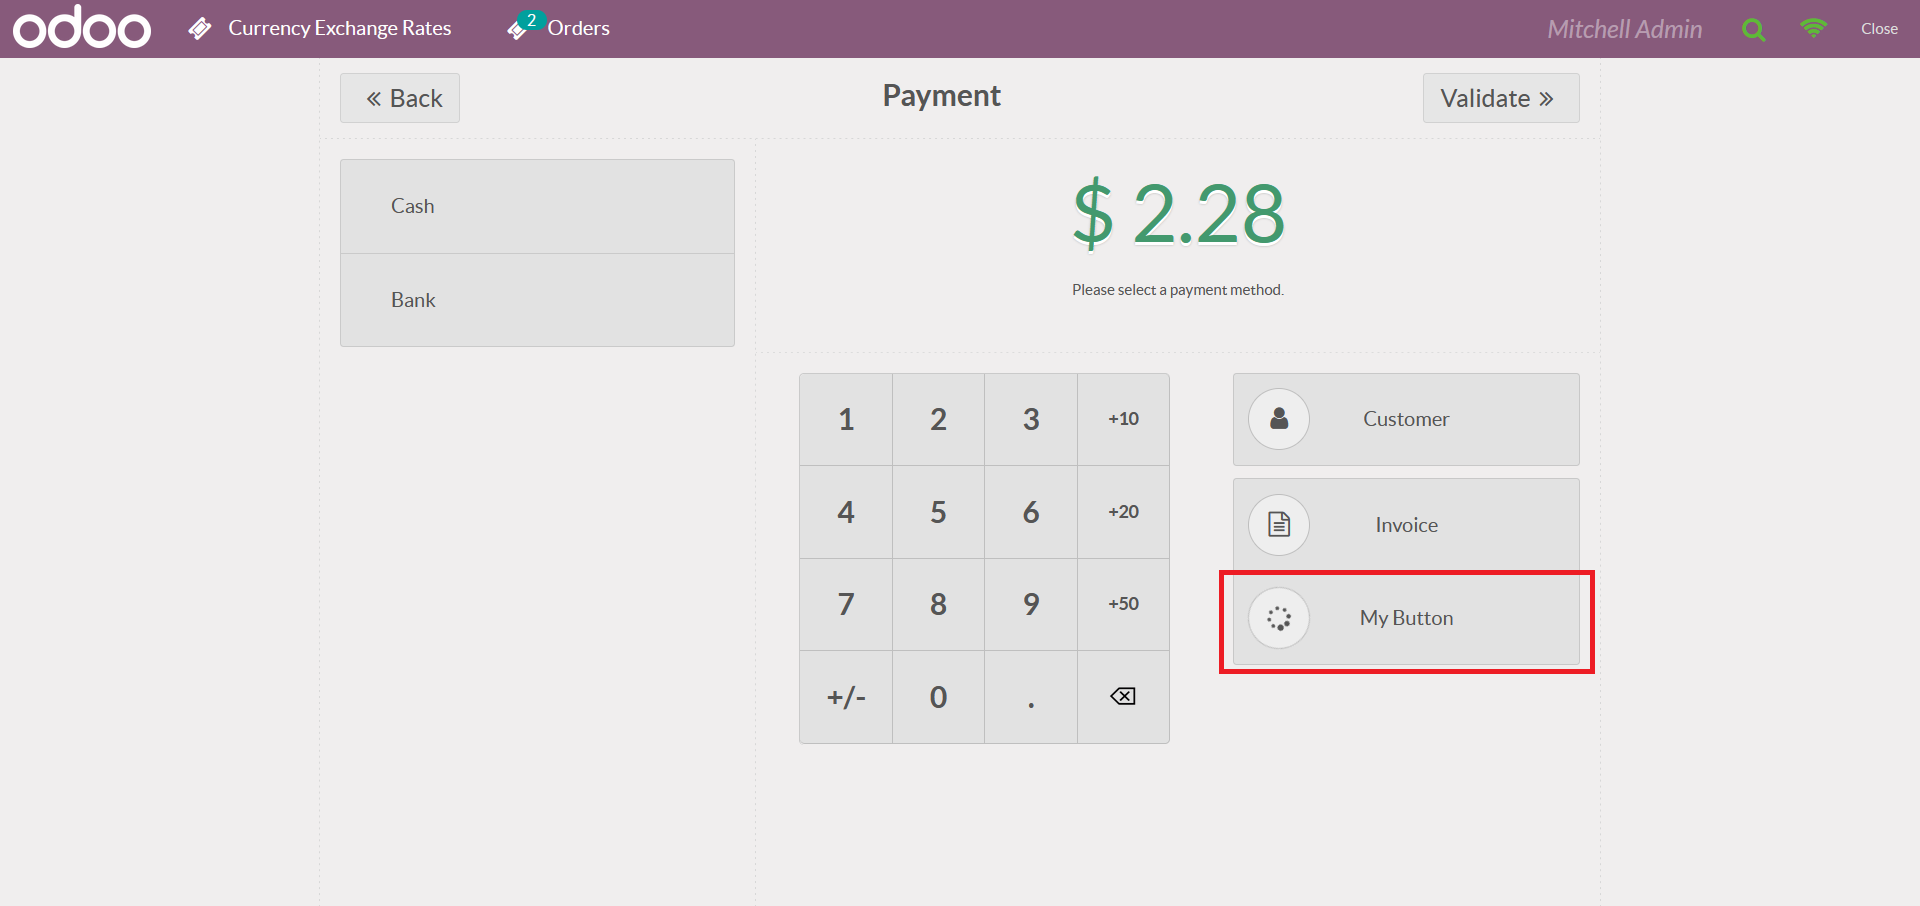 odoo Currency Exchange Rates 2 Orders Mitchell Admin Close
Back Payment Validate
Cash
Bank
$ 2.28
Please select a payment method.
1 2 3 +10
4 5 6 +20
7 8 9 +50
+/- 0 .
Customer
Invoice
My Button